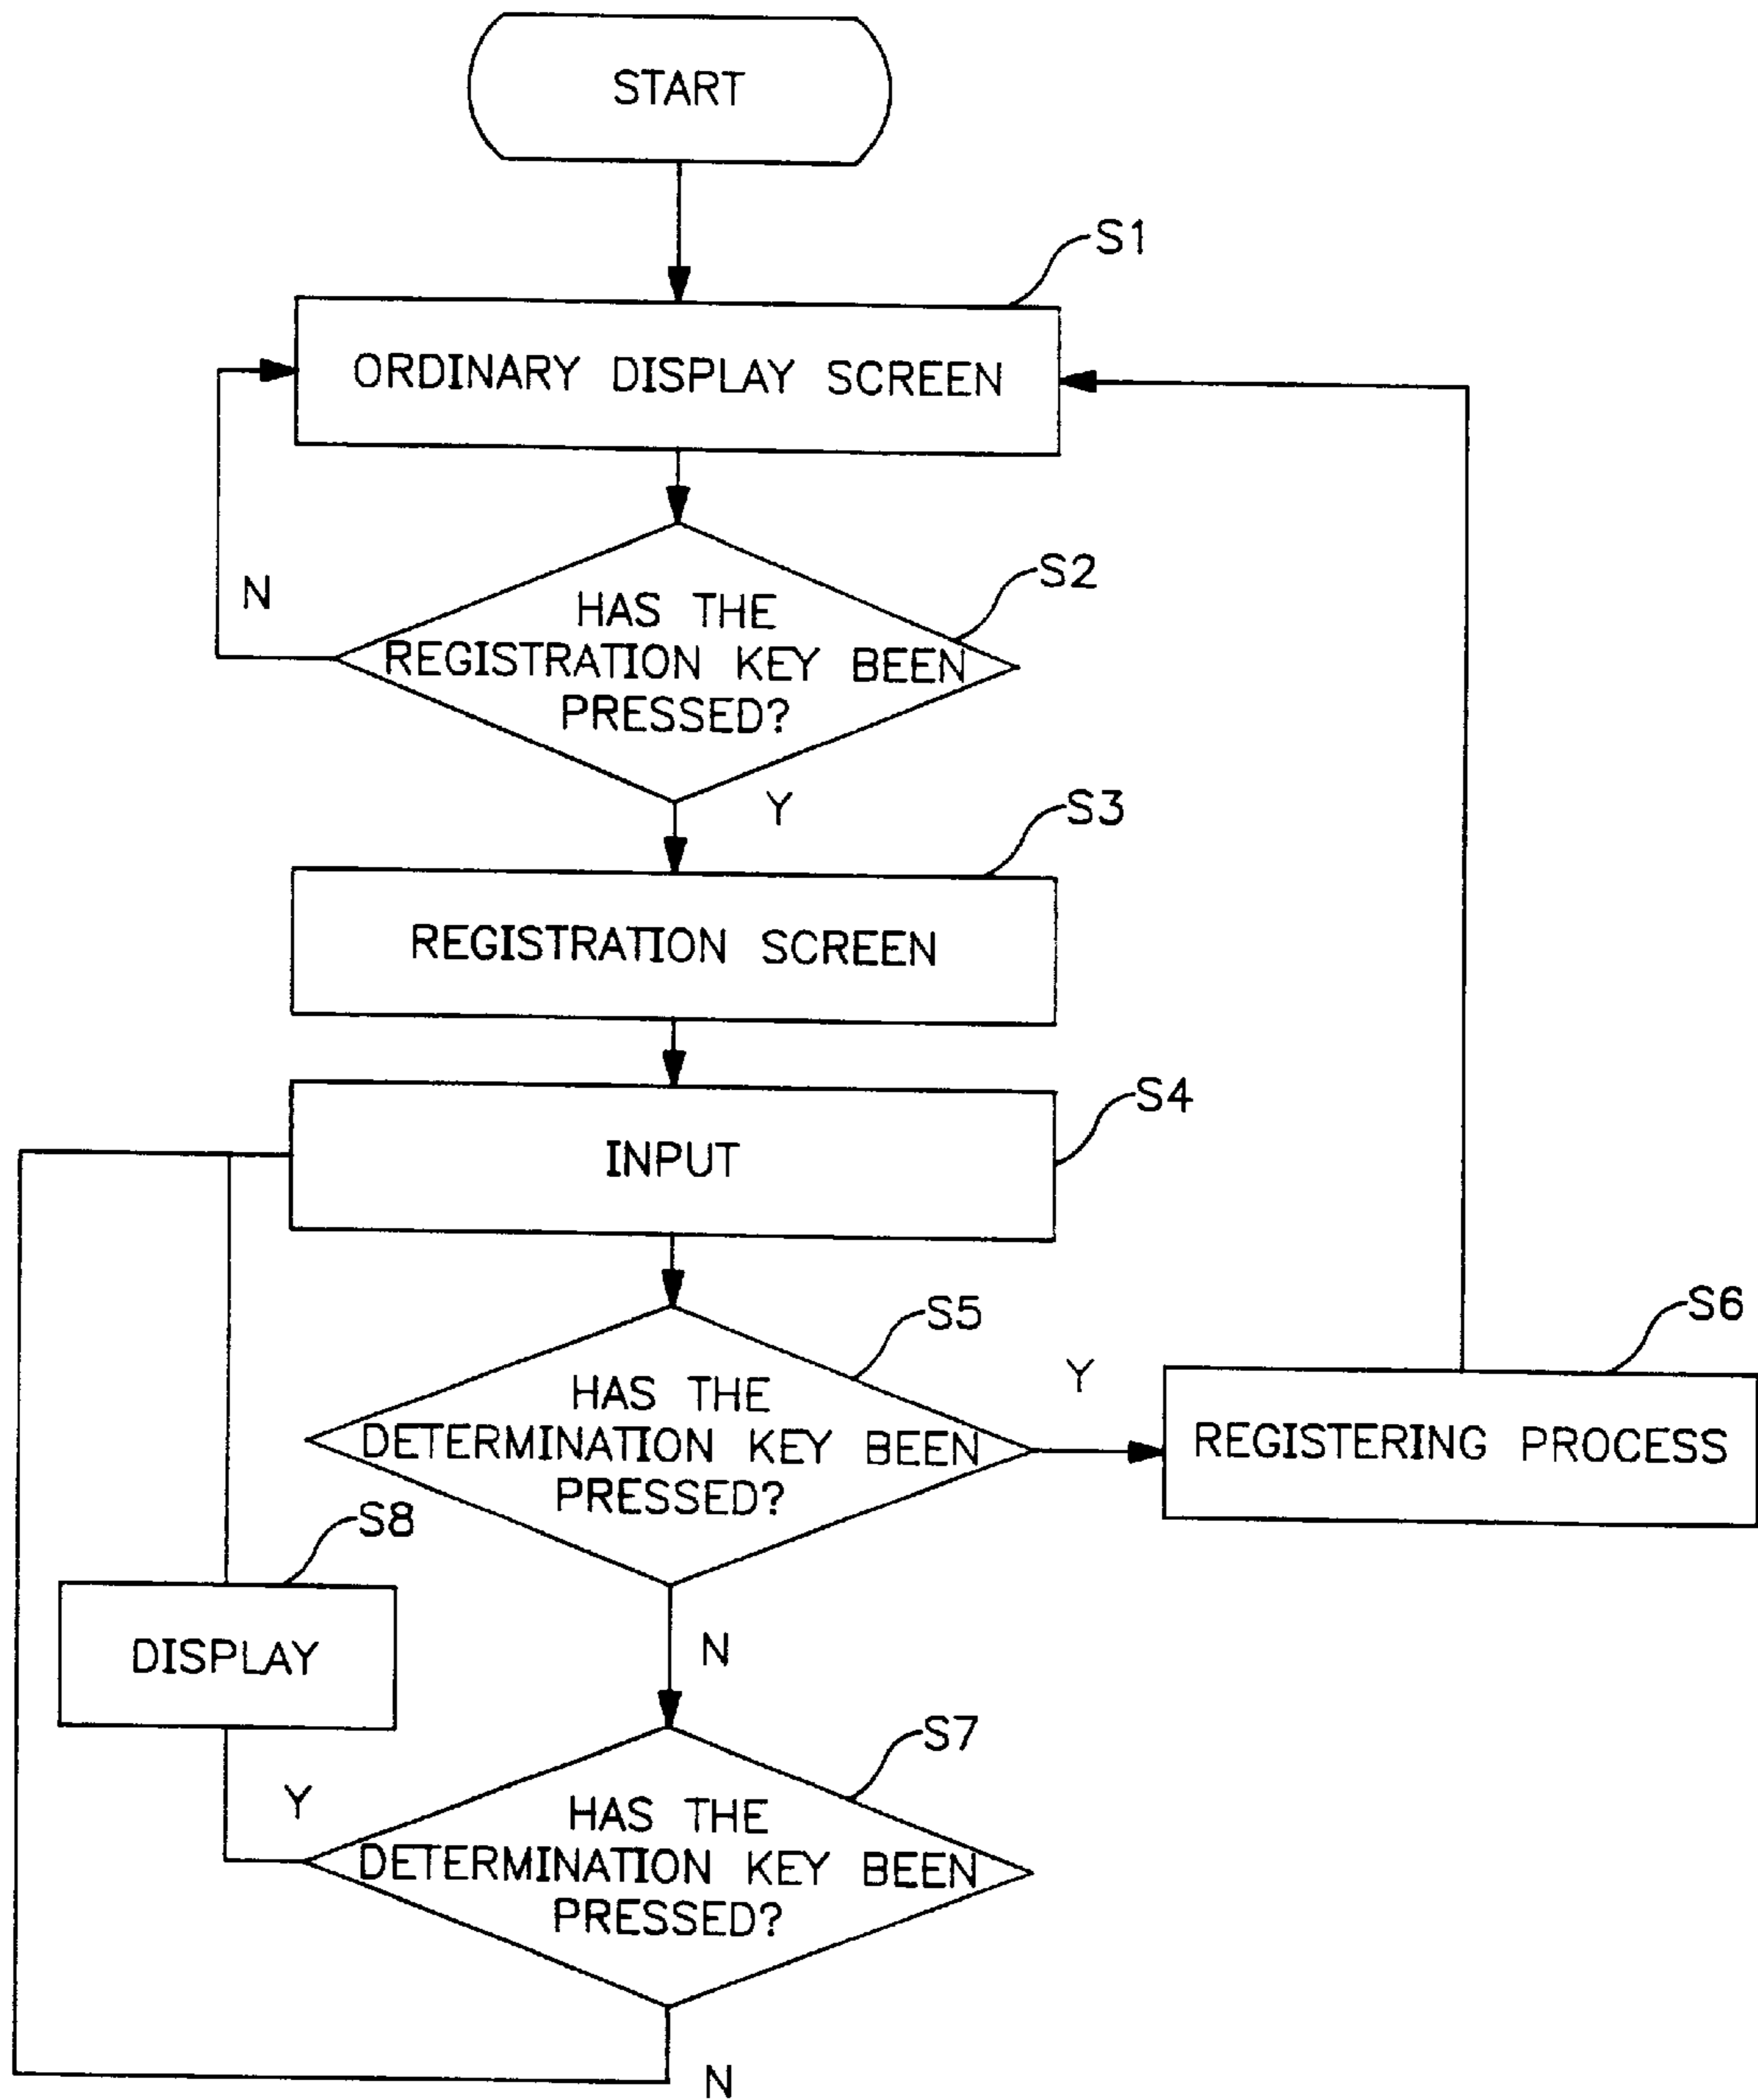 START
S1
ORDINARY DISPLAY SCREEN
N
S2
HAS THE
REGISTRATION KEY BEEN
PRESSED?
Y
S3
REGISTRATION SCREEN
S4
INPUT
S5
HAS THE
DETERMINATION KEY BEEN
PRESSED?
Y
S6
REGISTERING PROCESS
S8
DISPLAY
N
S7
Y
HAS THE
DETERMINATION KEY BEEN
PRESSED?
N